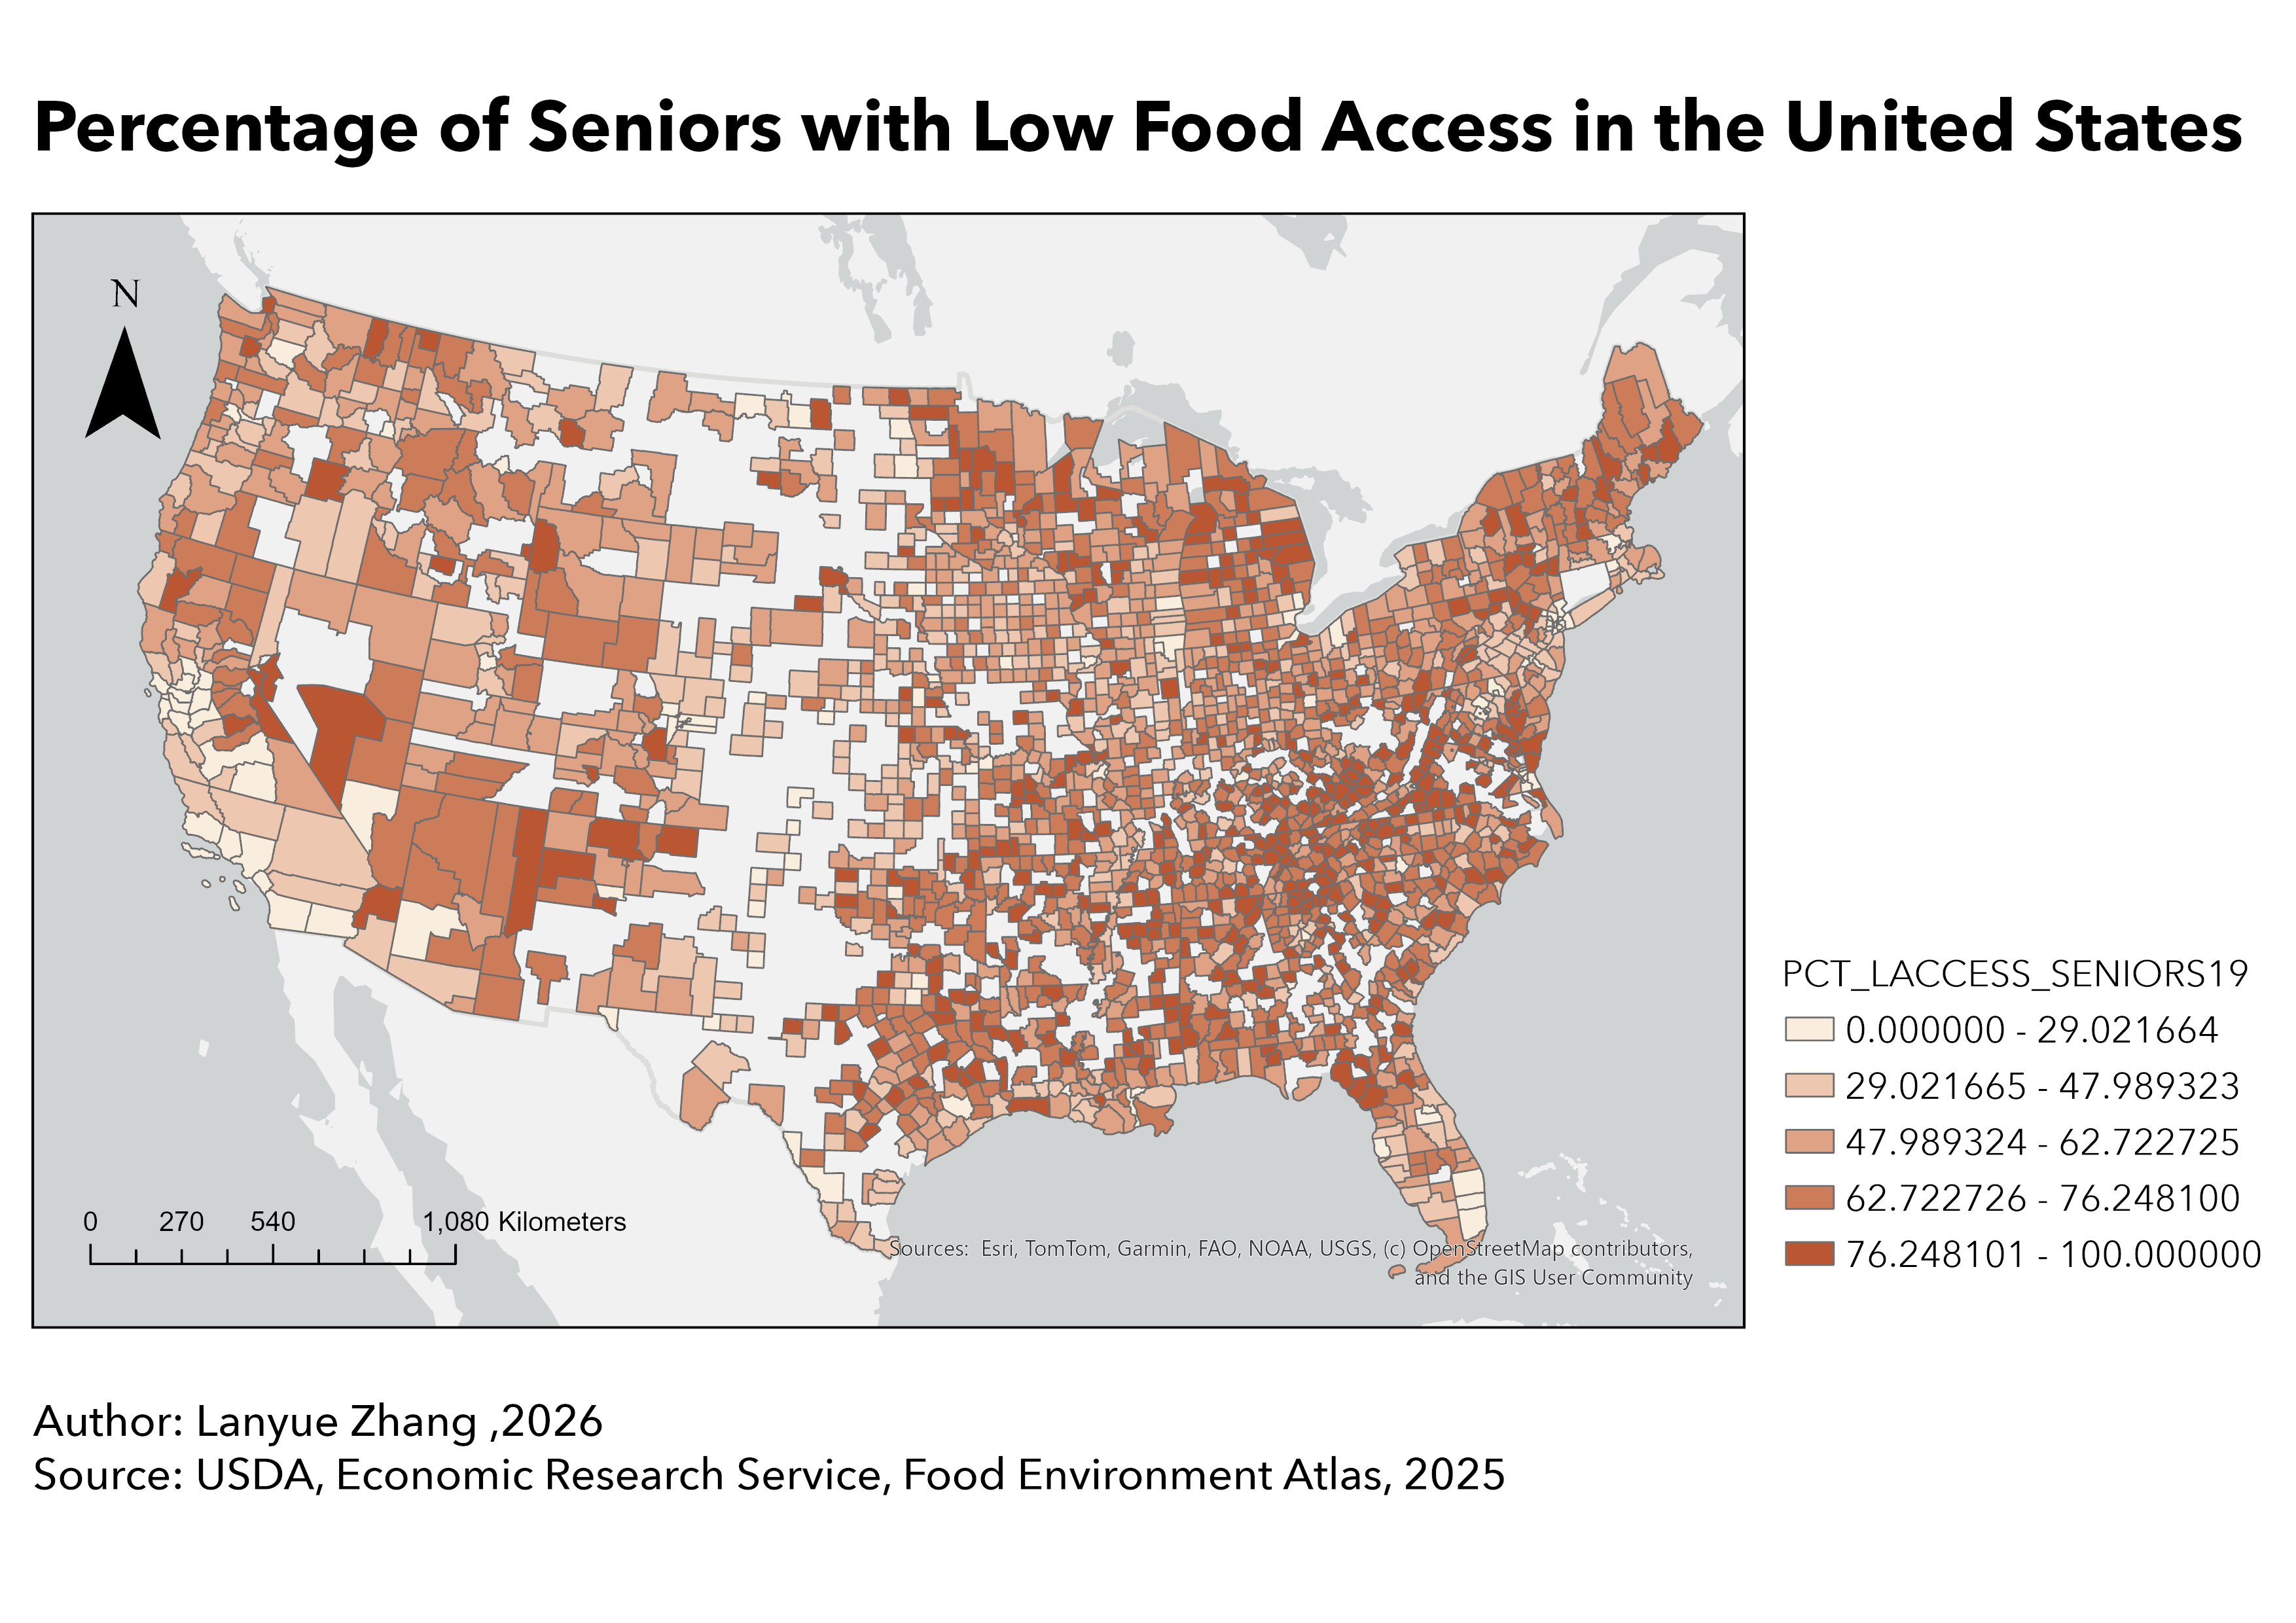 Percentage of Seniors with Low Food Access in the United States
N
0 270 540 1,080 Kilometers
Sources: Esri, TomTom, Garmin, FAO, NOAA, USGS, (c) OpenStreetMap contributors,
and the GIS User Community
PCT_LACCESS_SENIORS19
0.000000 - 29.021664
29.021665 - 47.989323
47.989324 - 62.722725
62.722726 - 76.248100
76.248101 - 100.000000
Author: Lanyue Zhang ,2026
Source: USDA, Economic Research Service, Food Environment Atlas, 2025